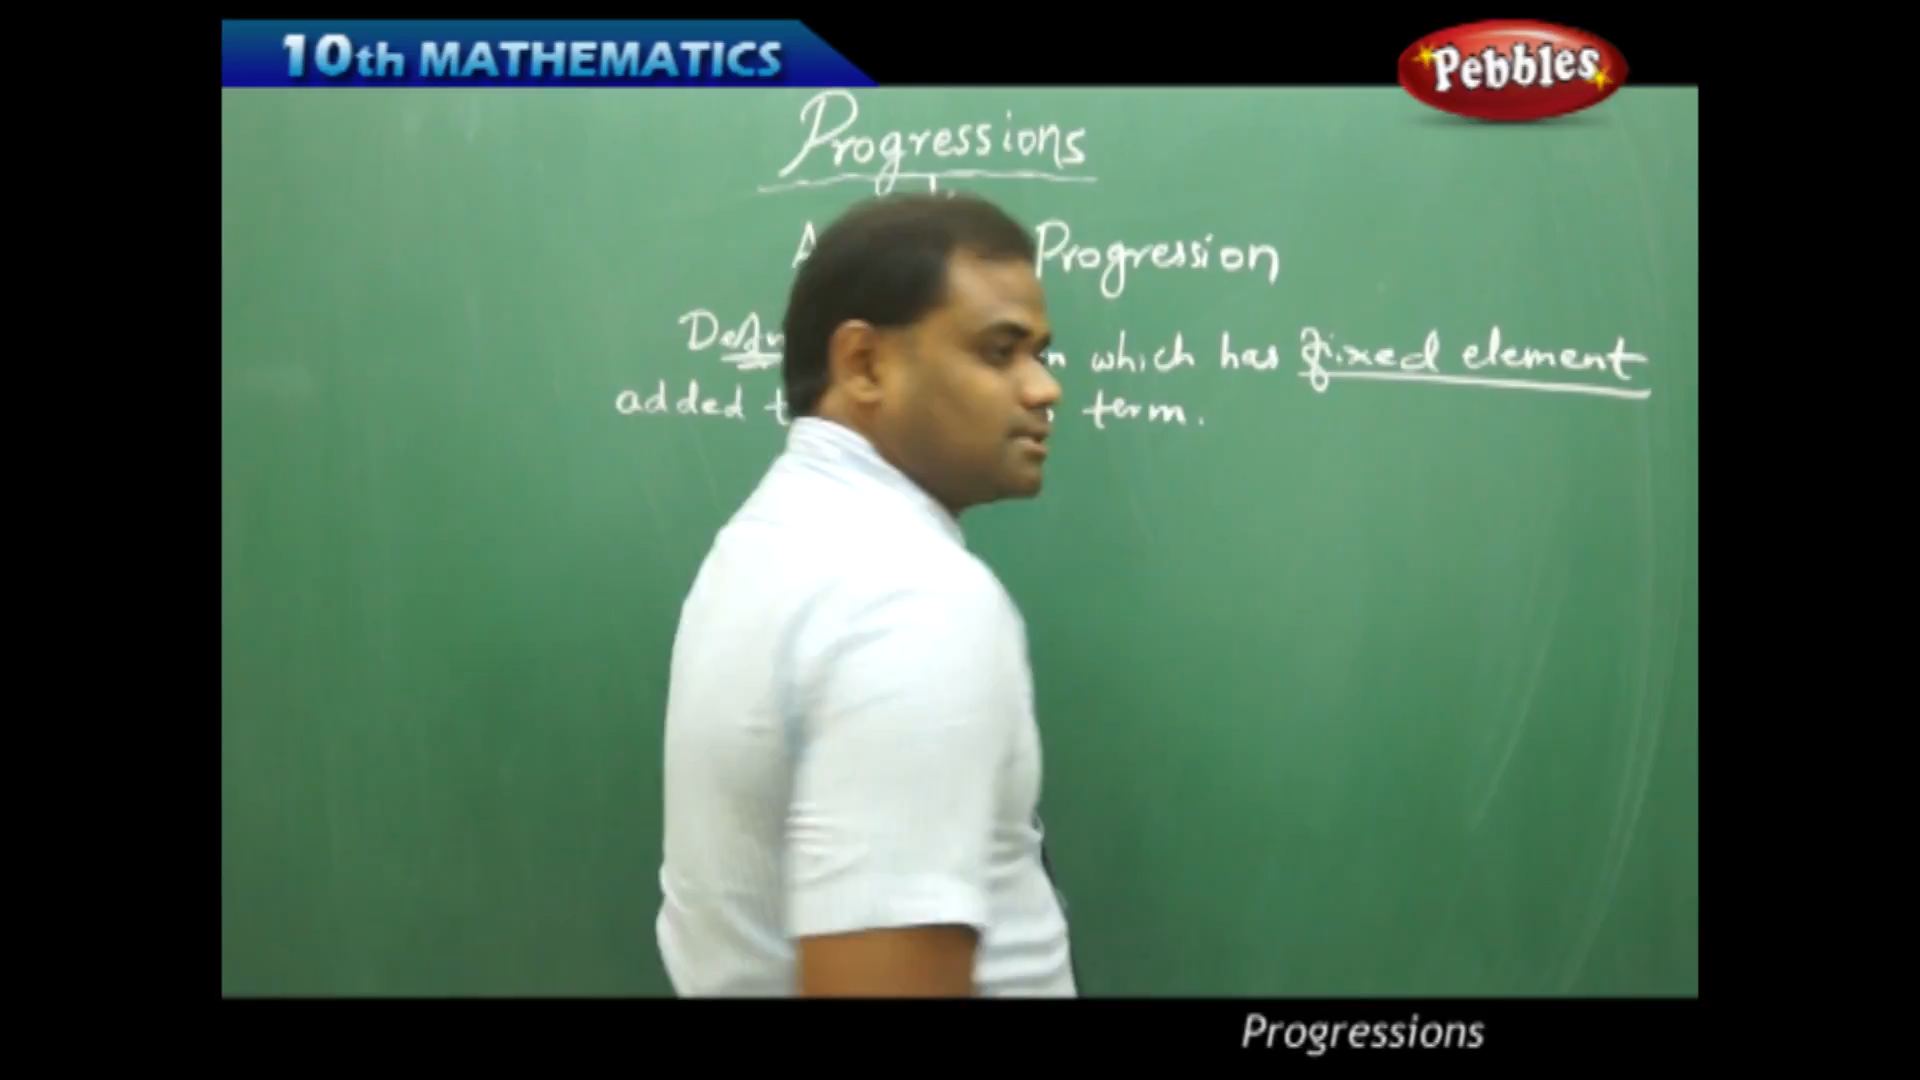 10th MATHEMATICS
Pebbles
Progressions
Progression
which has fixed element
added term.
Progressions